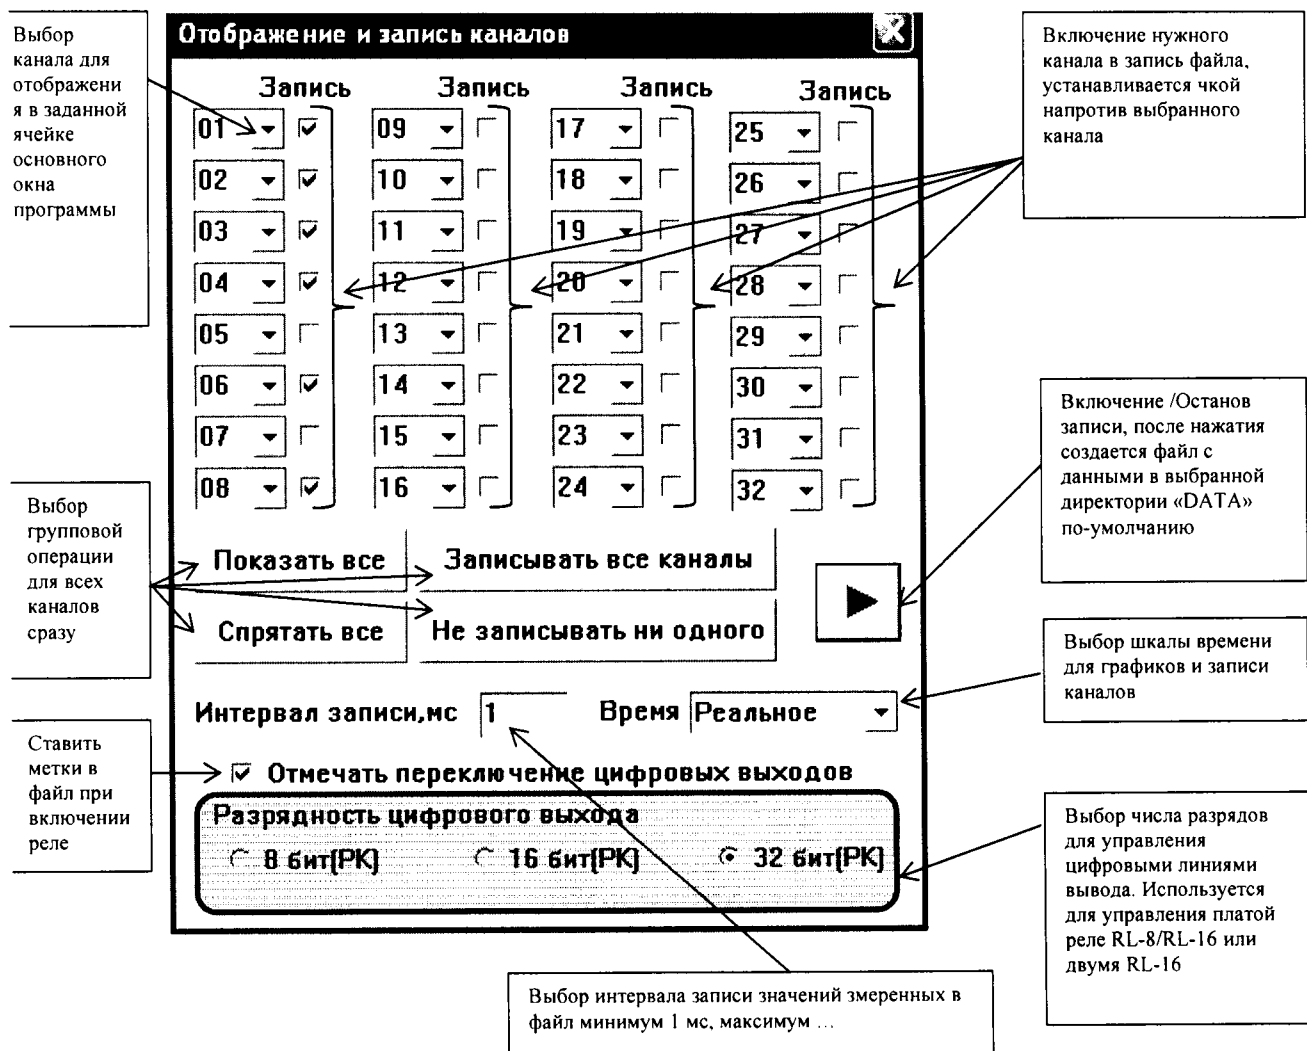 Выбор
канала для
отображени
я в заданной
ячейке
основного
окна
программы
Отображение и запись каналов
Включение нужного
канала в запись файла,
устанавливается чкой
напротив выбранного
канала
Запись Запись Запись Запись
01 09 17 25
02 10 18 26
03 11 19 27
04 12 20 28
05 13 21 29
06 14 22 30
07 15 23 31
08 16 24 32
Включение /Останов
записи, после нажатия
создается файл с
данными в выбранной
директории «DATA»
по-умолчанию
Выбор
групповой
операции
для всех
каналов
сразу
Показать все Записывать все каналы
Спрятать все Не записывать ни одного
Выбор шкалы времени
для графиков и записи
каналов
Интервал записи,мс 1 Время Реальное
Ставить
метки в
файл при
включении
реле
Отмечать переключение цифровых выходов
Разрядность цифрового выхода
8 бит(РК) 16 бит(РК) 32 бит(РК)
Выбор числа разрядов
для управления
цифровыми линиями
вывода. Используется
для управления платой
реле RL-8/RL-16 или
двумя RL-16
Выбор интервала записи значений змеренных в
файл минимум 1 мс, максимум ...